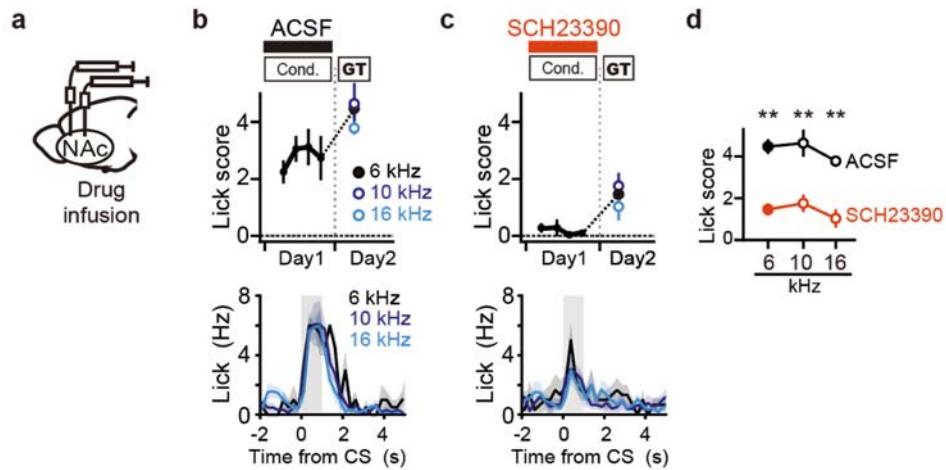 a
NAc
Drug
infusion
b
ACSF
Cond.
GT
Lick score
4
2
0
6 kHz
10 kHz
16 kHz
Day1
Day2
Lick (Hz)
8
4
0
6 kHz
10 kHz
16 kHz
-2 0 2 4
Time from CS (s)
c
SCH23390
Cond.
GT
Lick score
4
2
0
Day1
Day2
Lick (Hz)
8
4
0
-2 0 2 4
Time from CS (s)
d
** ** **
Lick score
4
2
0
ACSF
SCH23390
6 10 16
kHz